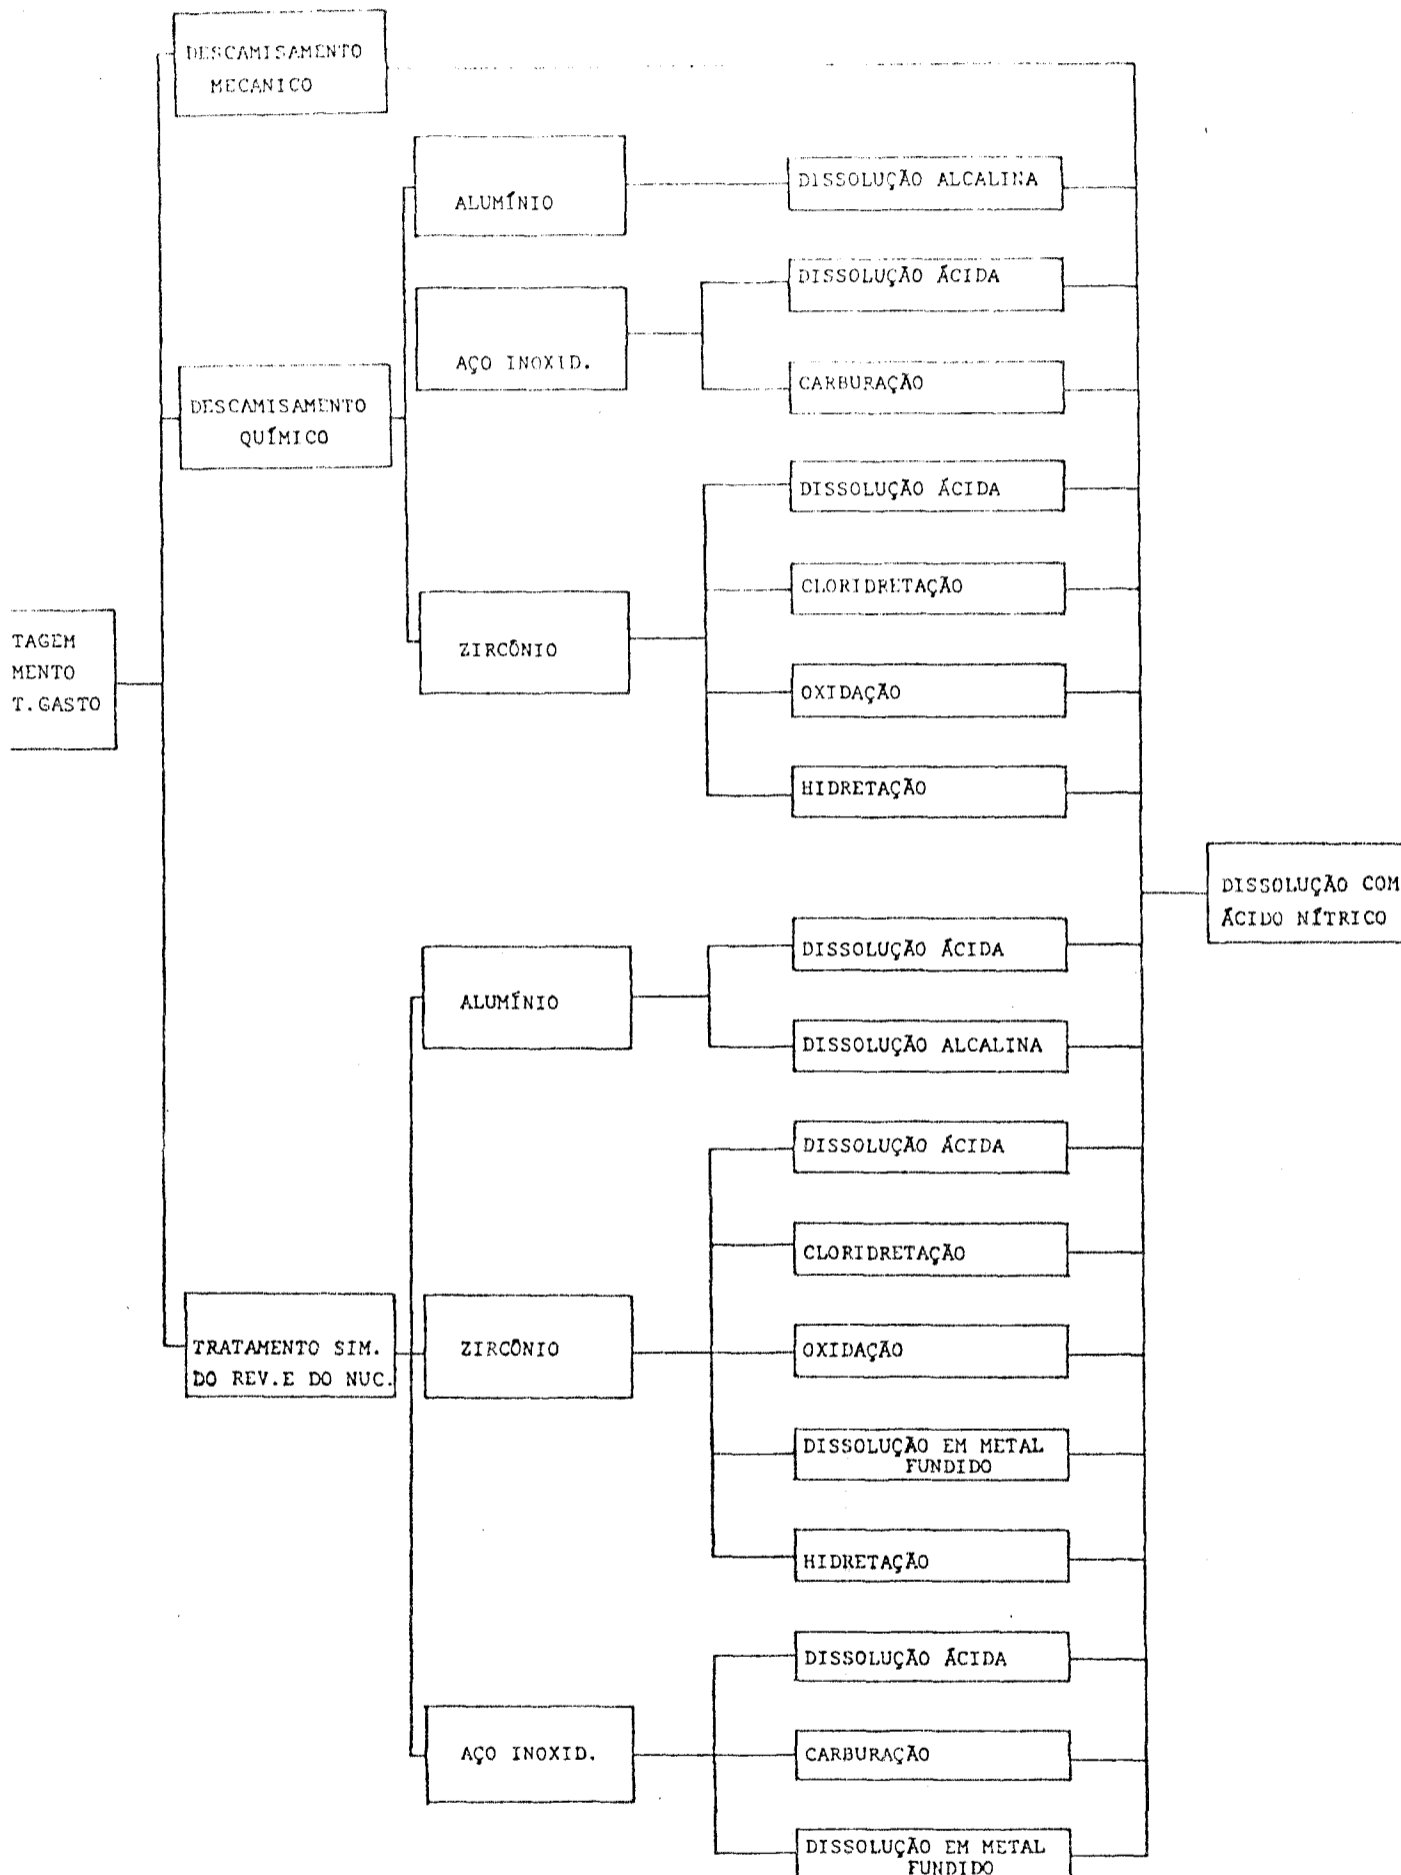 DESCAMISAMENTO
MECANICO
ALUMÍNIO
DISSOLUÇÃO ALCALINA
AÇO INOXID.
DISSOLUÇÃO ÁCIDA
CARBURAÇÃO
DESCAMISAMENTO
QUÍMICO
ZIRCÔNIO
DISSOLUÇÃO ÁCIDA
CLORIDRETAÇÃO
OXIDAÇÃO
HIDRETAÇÃO
TAGEM
MENTO
T.GASTO
DISSOLUÇÃO COM
ÁCIDO NÍTRICO
ALUMÍNIO
DISSOLUÇÃO ÁCIDA
DISSOLUÇÃO ALCALINA
TRATAMENTO SIM.
DO REV.E DO NUC.
ZIRCÔNIO
DISSOLUÇÃO ÁCIDA
CLORIDRETAÇÃO
OXIDAÇÃO
DISSOLUÇÃO EM METAL
FUNDIDO
HIDRETAÇÃO
AÇO INOXID.
DISSOLUÇÃO ÁCIDA
CARBURAÇÃO
DISSOLUÇÃO EM METAL
FUNDIDO